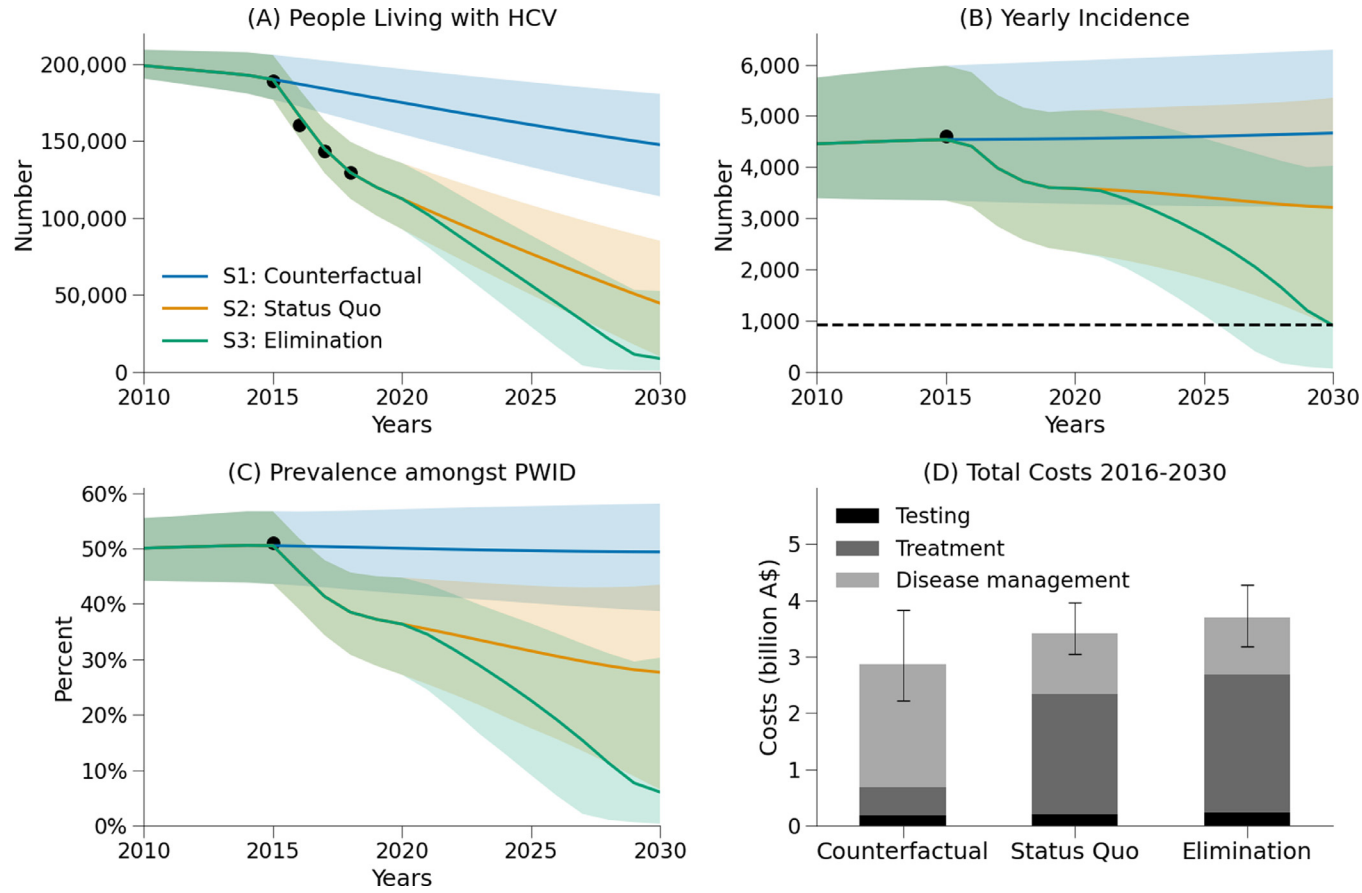 (A) People Living with HCV
200,000
150,000
100,000
50,000
0
Number
S1: Counterfactual
S2: Status Quo
S3: Elimination
2010 2015 2020 2025 2030
Years
(B) Yearly Incidence
6,000
5,000
4,000
3,000
2,000
1,000
0
Number
2010 2015 2020 2025 2030
Years
(C) Prevalence amongst PWID
60%
50%
40%
30%
20%
10%
0%
Percent
2010 2015 2020 2025 2030
Years
(D) Total Costs 2016-2030
Testing
Treatment
Disease management
5
4
3
2
1
0
Costs (billion A$)
Counterfactual Status Quo Elimination